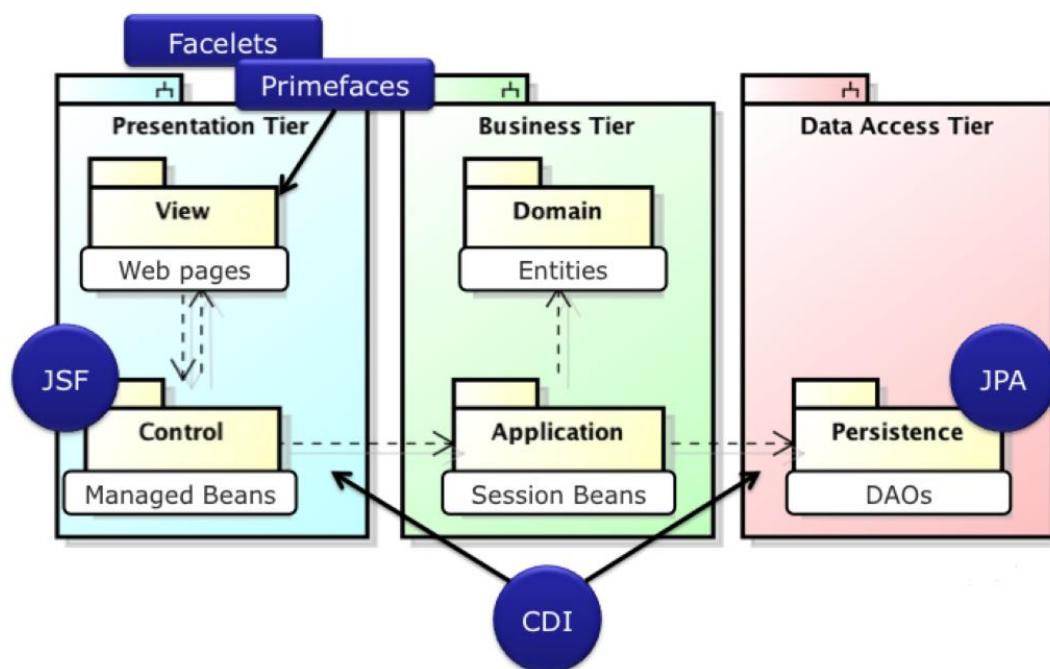 Facelets
Primefaces
Presentation Tier
Business Tier
Data Access Tier
View
Web pages
Domain
Entities
JSF
JPA
Control
Managed Beans
Application
Session Beans
Persistence
DAOs
CDI